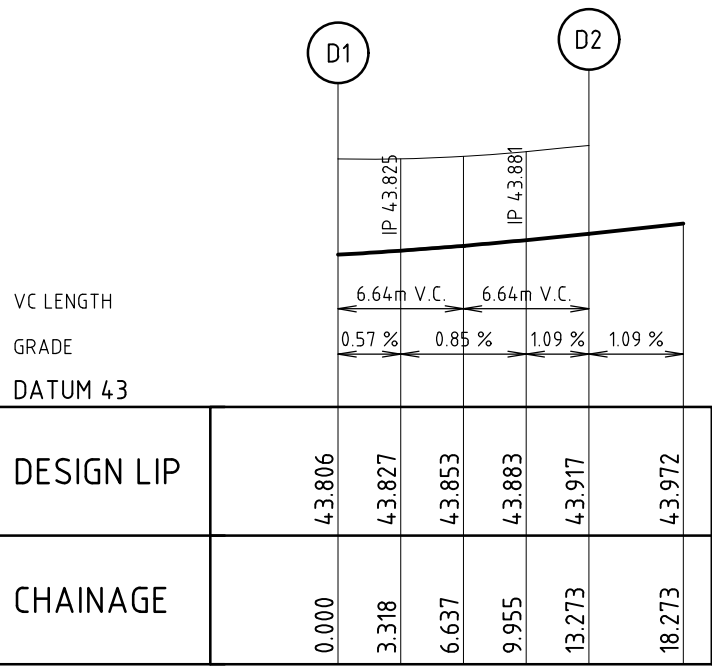 D1
D2
IP 43.825
IP 43.881
VC LENGTH
6.64m V.C.
6.64m V.C.
GRADE
0.57 %
0.85 %
1.09 %
1.09 %
DATUM 43
DESIGN LIP
43.806
43.827
43.853
43.883
43.917
43.972
CHAINAGE
0.000
3.318
6.637
9.955
13.273
18.273